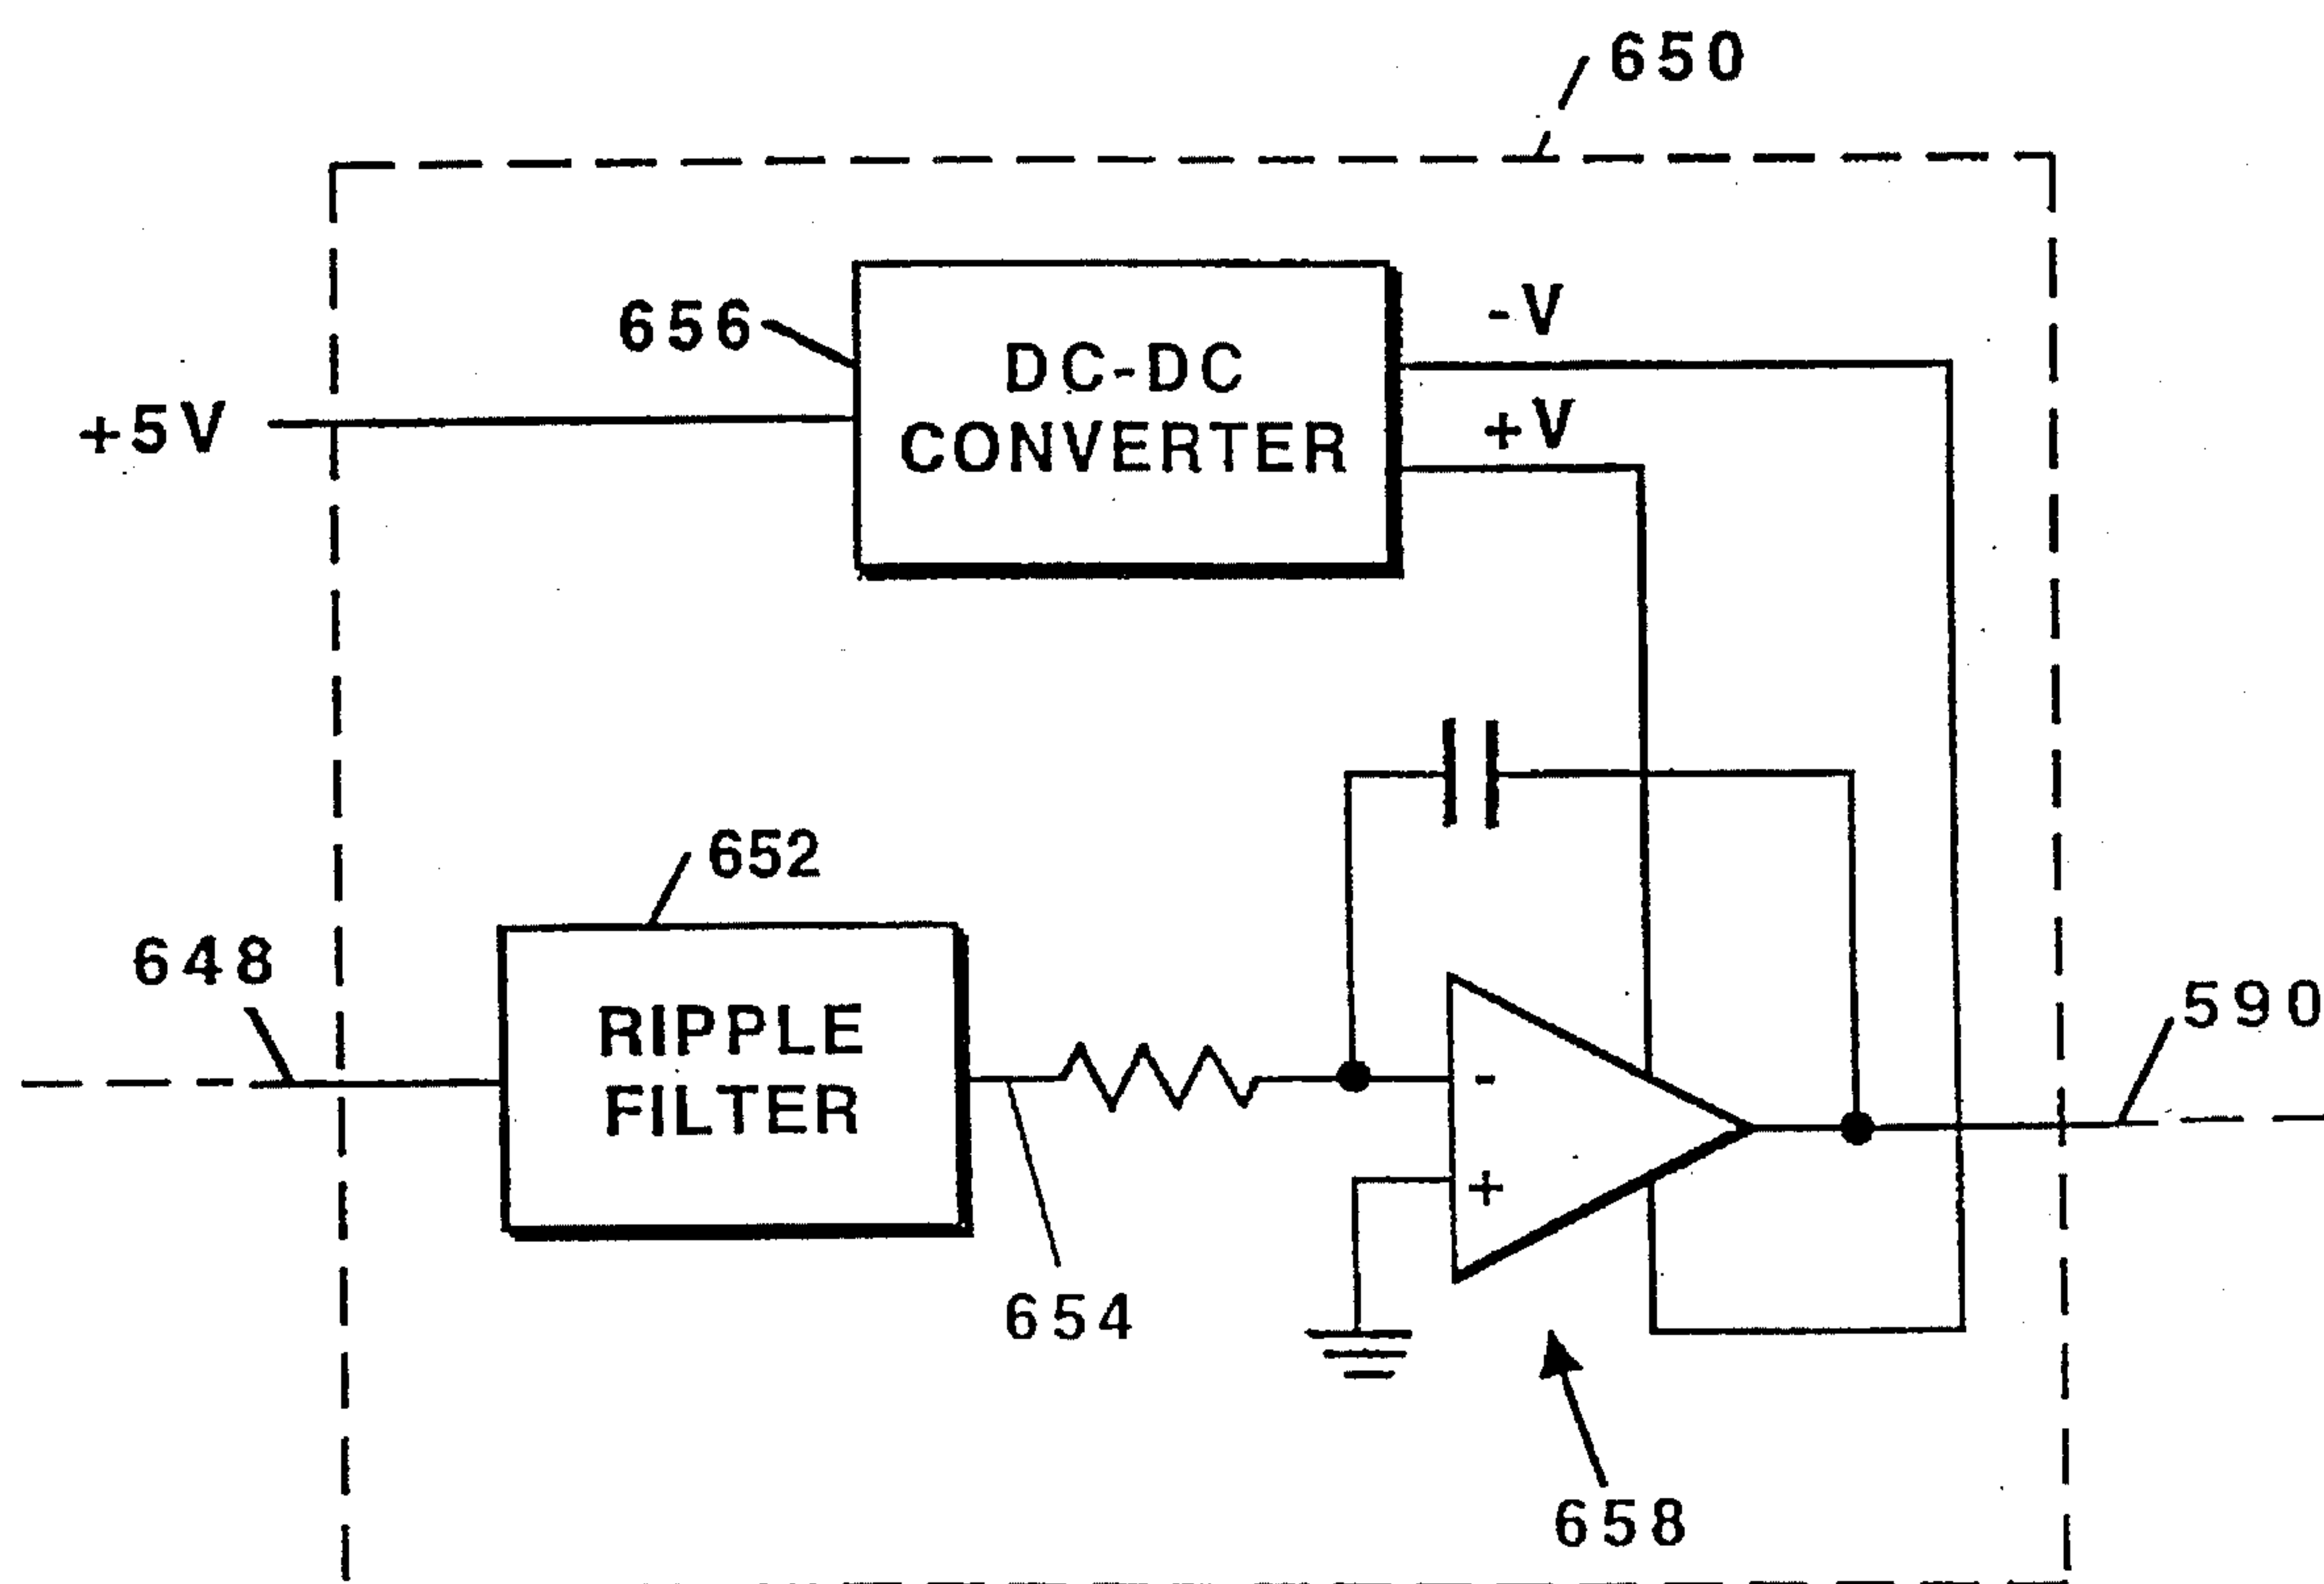 650
656
DC-DC
CONVERTER
-V
+V
+5V
652
648
RIPPLE
FILTER
590
-
+
654
658